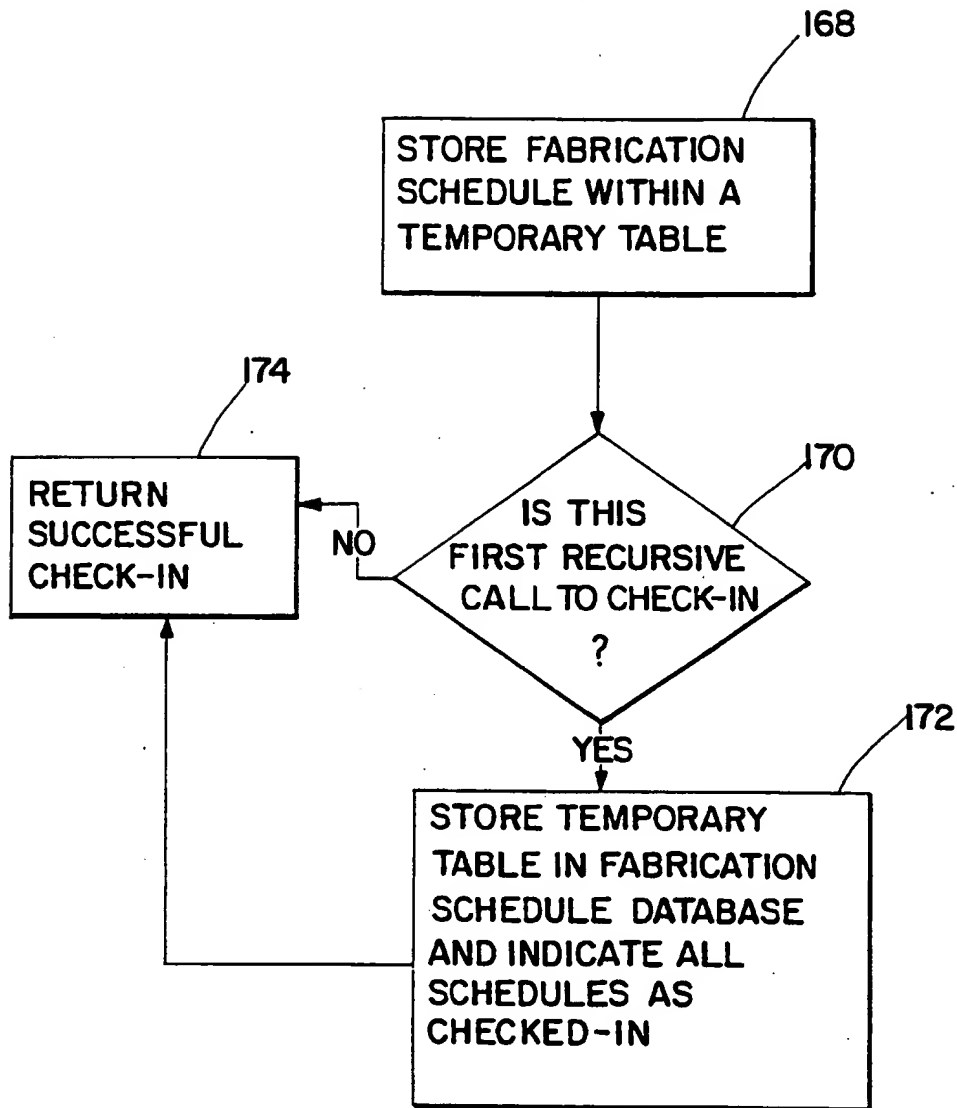 168
STORE FABRICATION
SCHEDULE WITHIN A
TEMPORARY TABLE
174
RETURN
SUCCESSFUL
CHECK-IN
NO
170
IS THIS
FIRST RECURSIVE
CALL TO CHECK-IN
?
YES
172
STORE TEMPORARY
TABLE IN FABRICATION
SCHEDULE DATABASE
AND INDICATE ALL
SCHEDULES AS
CHECKED-IN